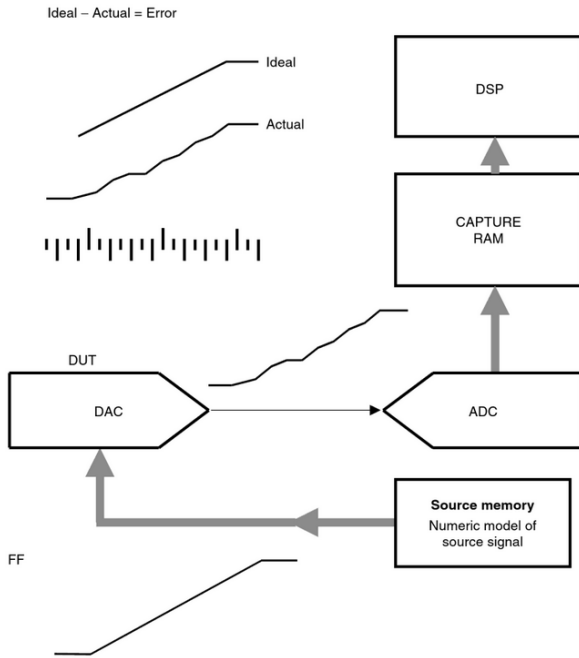 Ideal – Actual = Error
Ideal
DSP
Actual
CAPTURE
RAM
DUT
DAC
ADC
Source memory
Numeric model of
source signal
FF